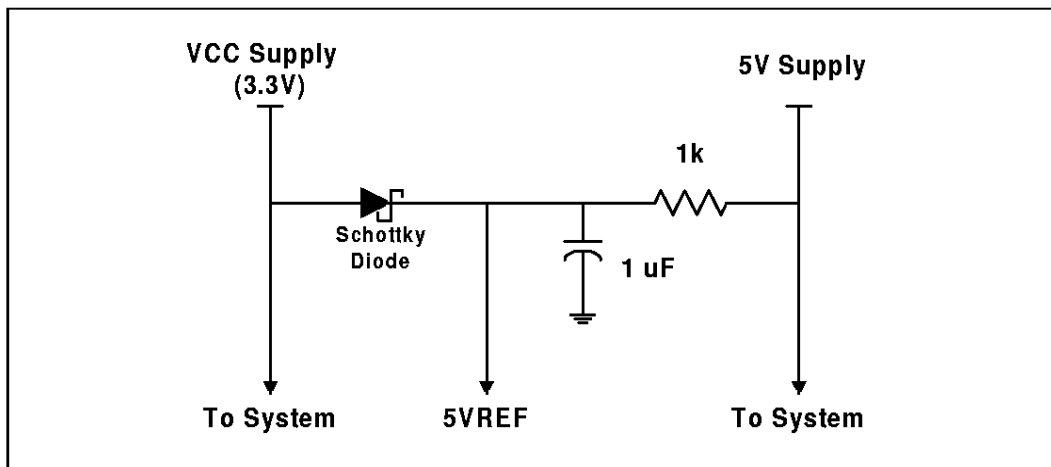 VCC Supply
(3.3V)
5V Supply
1k
Schottky
Diode
1 uF
To System
5VREF
To System